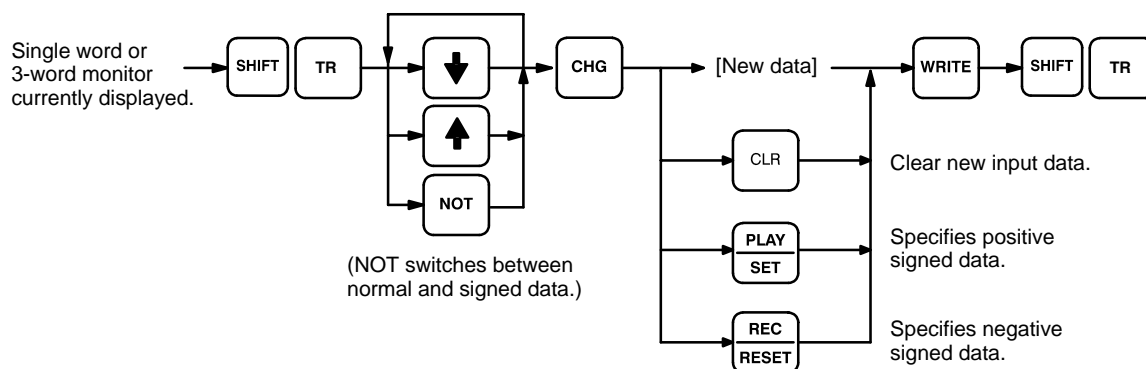 Single word or
3-word monitor
currently displayed.
SHIFT
TR
CHG
[New data]
WRITE
SHIFT
TR
NOT
(NOT switches between
normal and signed data.)
CLR
Clear new input data.
PLAY
SET
Specifies positive
signed data.
REC
RESET
Specifies negative
signed data.